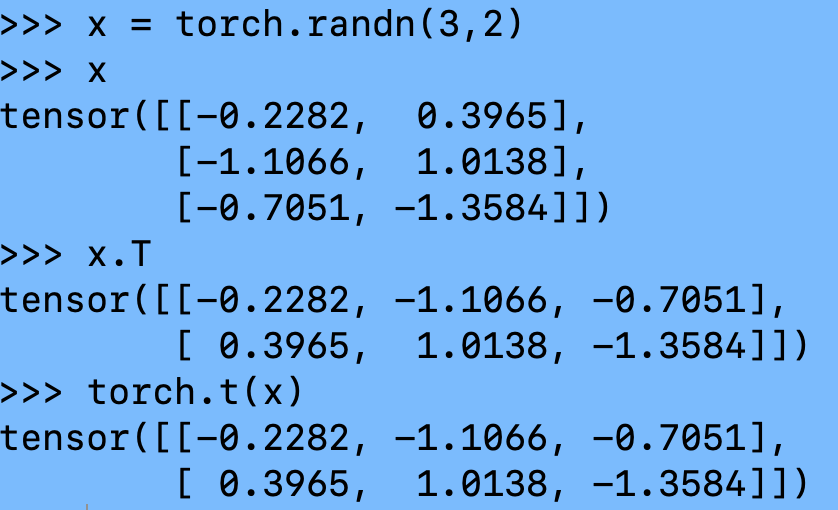 >>> x = torch.randn(3,2)
>>> x
tensor([[-0.2282,  0.3965],
        [-1.1066,  1.0138],
        [-0.7051, -1.3584]])
>>> x.T
tensor([[-0.2282, -1.1066, -0.7051],
        [ 0.3965,  1.0138, -1.3584]])
>>> torch.t(x)
tensor([[-0.2282, -1.1066, -0.7051],
        [ 0.3965,  1.0138, -1.3584]])